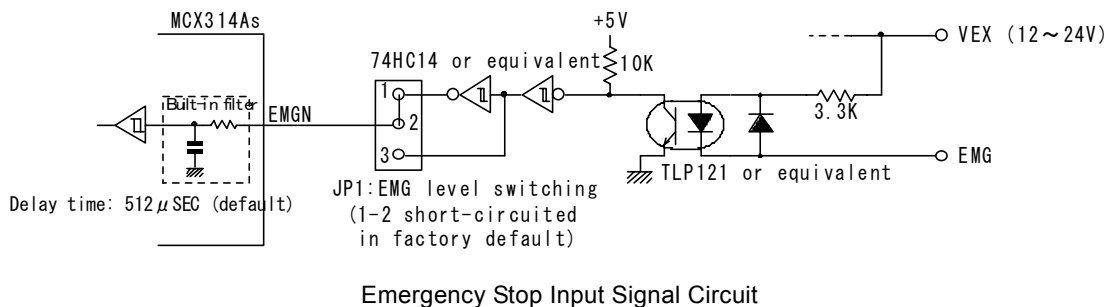 MCX314As
+5V
VEX (12～24V)
74HC14 or equivalent
10K
Built-in filter
1
EMGN
2
3.3K
3
EMG
TLP121 or equivalent
JP1:EMG level switching
Delay time: 512μSEC (default)
(1-2 short-circuited
in factory default)
Emergency Stop Input Signal Circuit